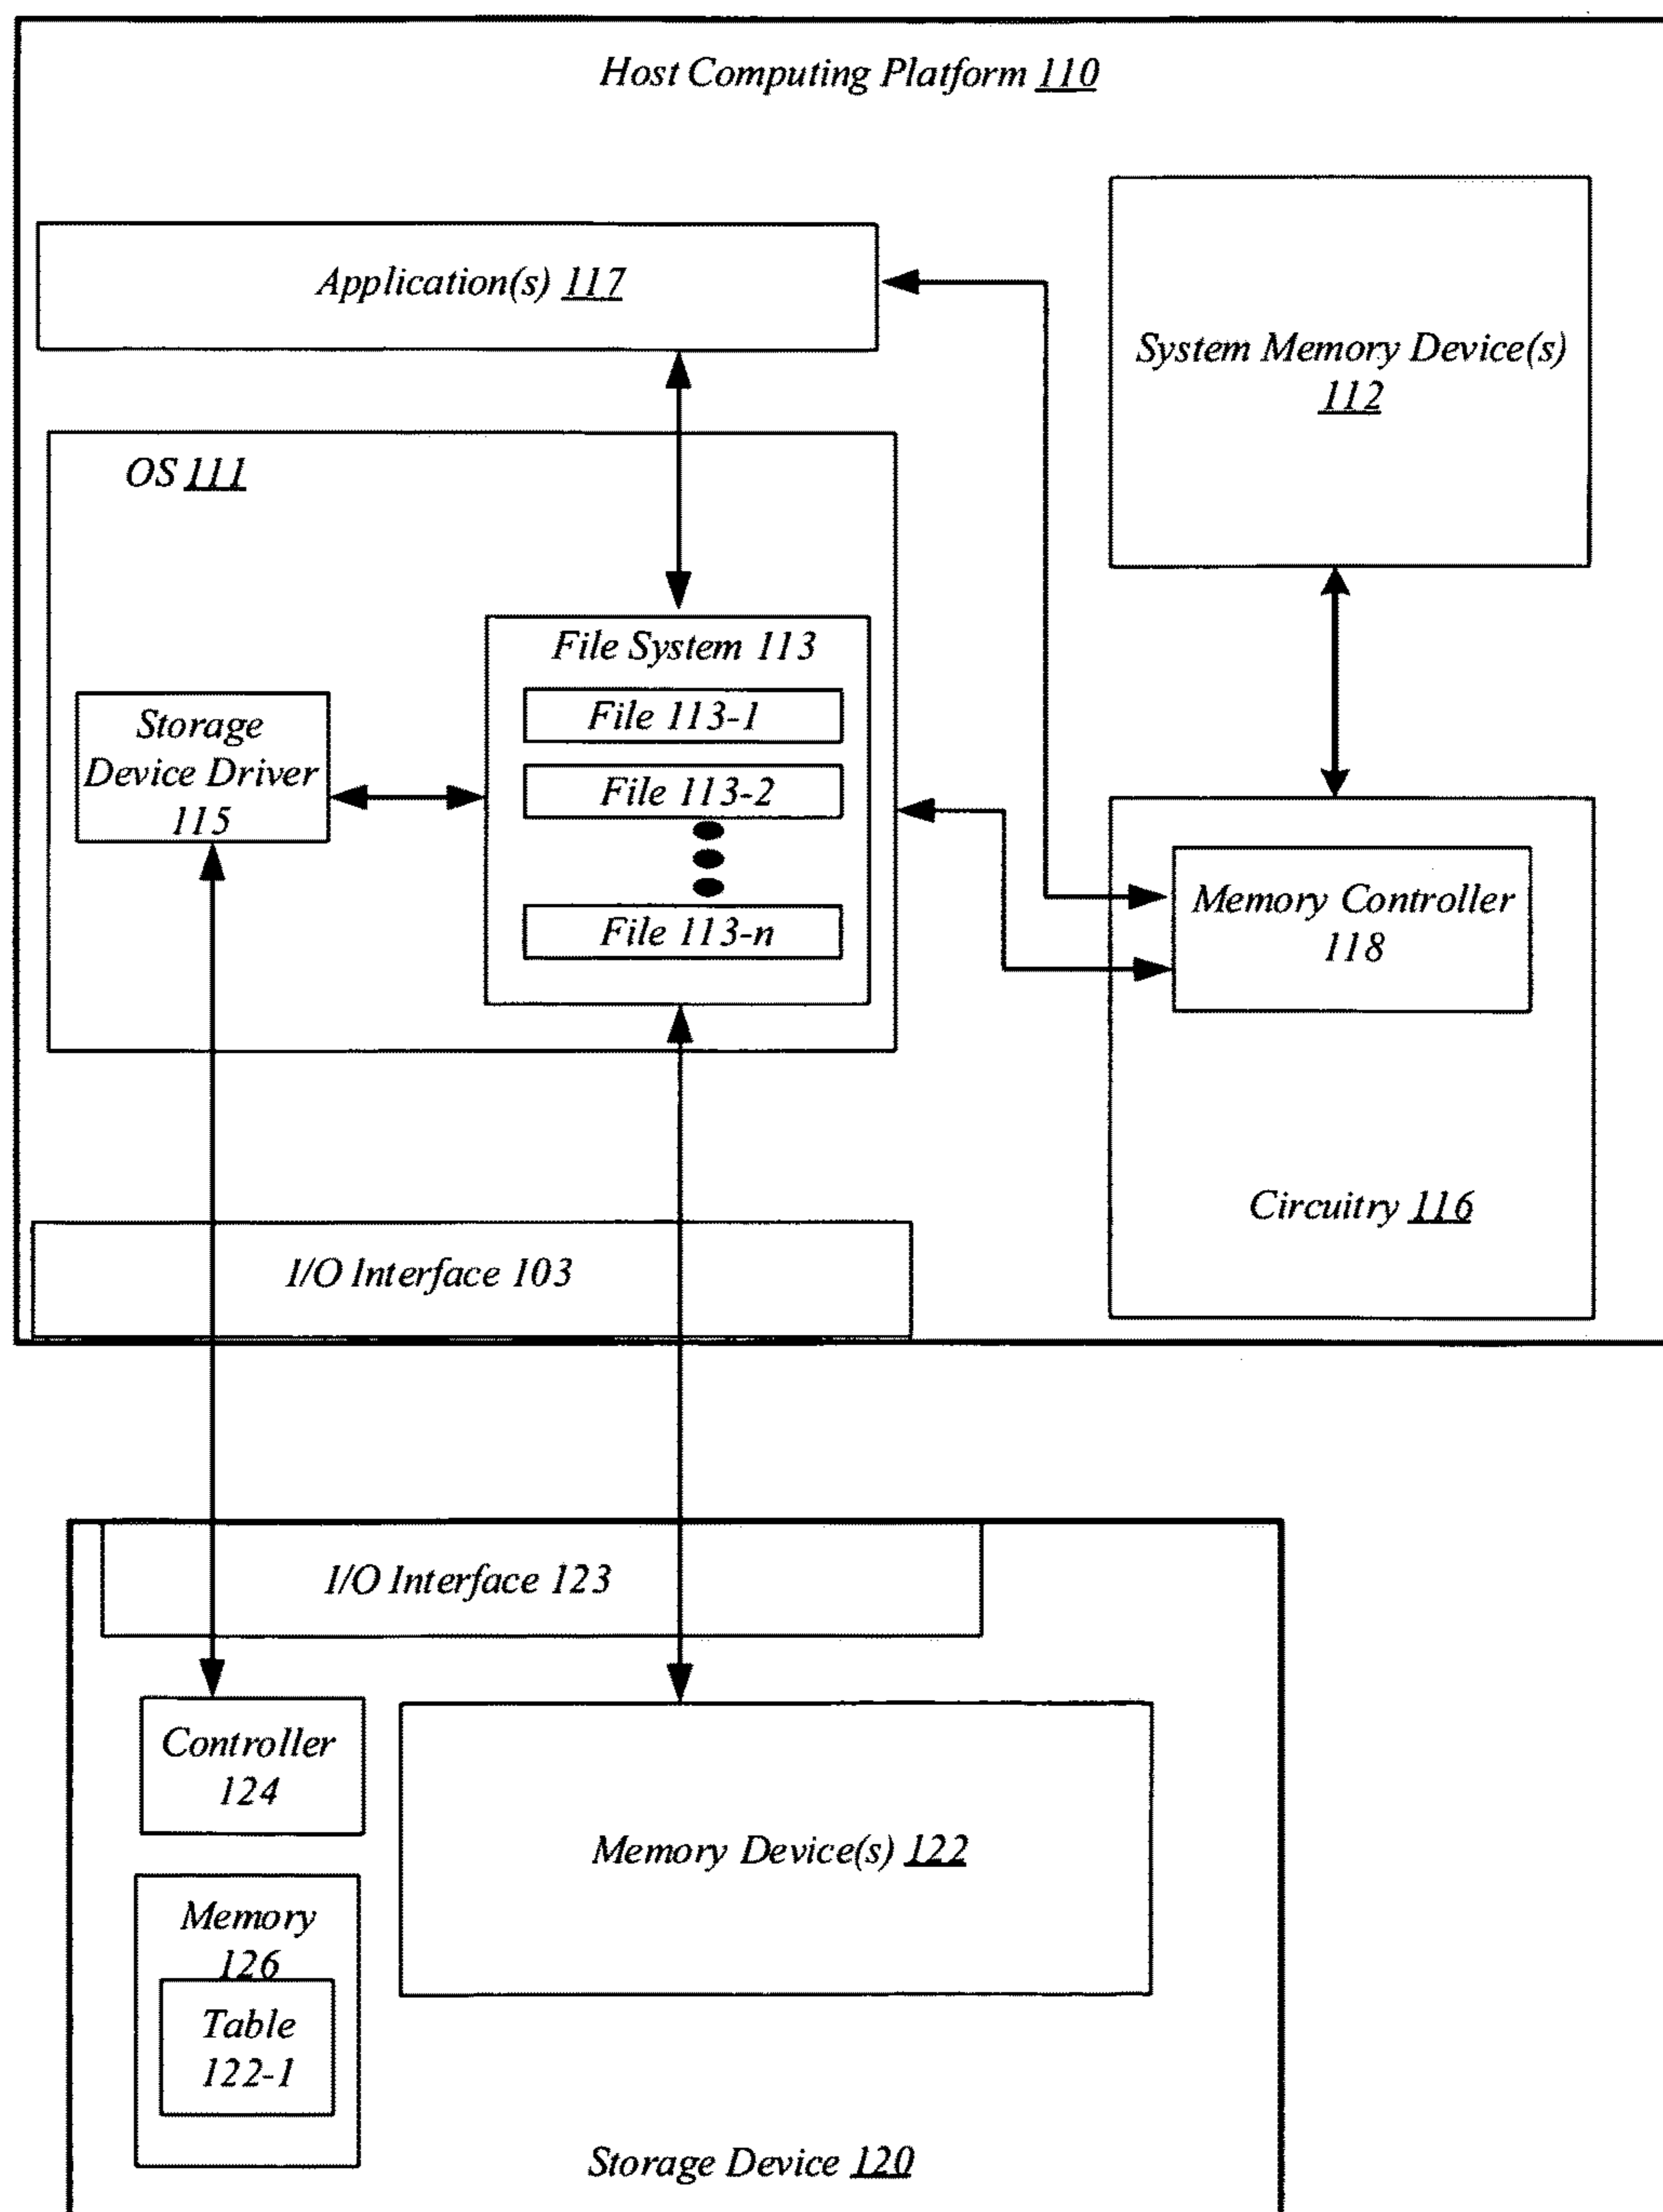 Host Computing Platform 110
Application(s) 117
System Memory Device(s)
112
OS 111
File System 113
File 113-1
File 113-2
File 113-n
Storage
Device Driver
115
Memory Controller
118
Circuitry 116
I/O Interface 103
I/O Interface 123
Controller
124
Memory Device(s) 122
Memory
126
Table
122-1
Storage Device 120